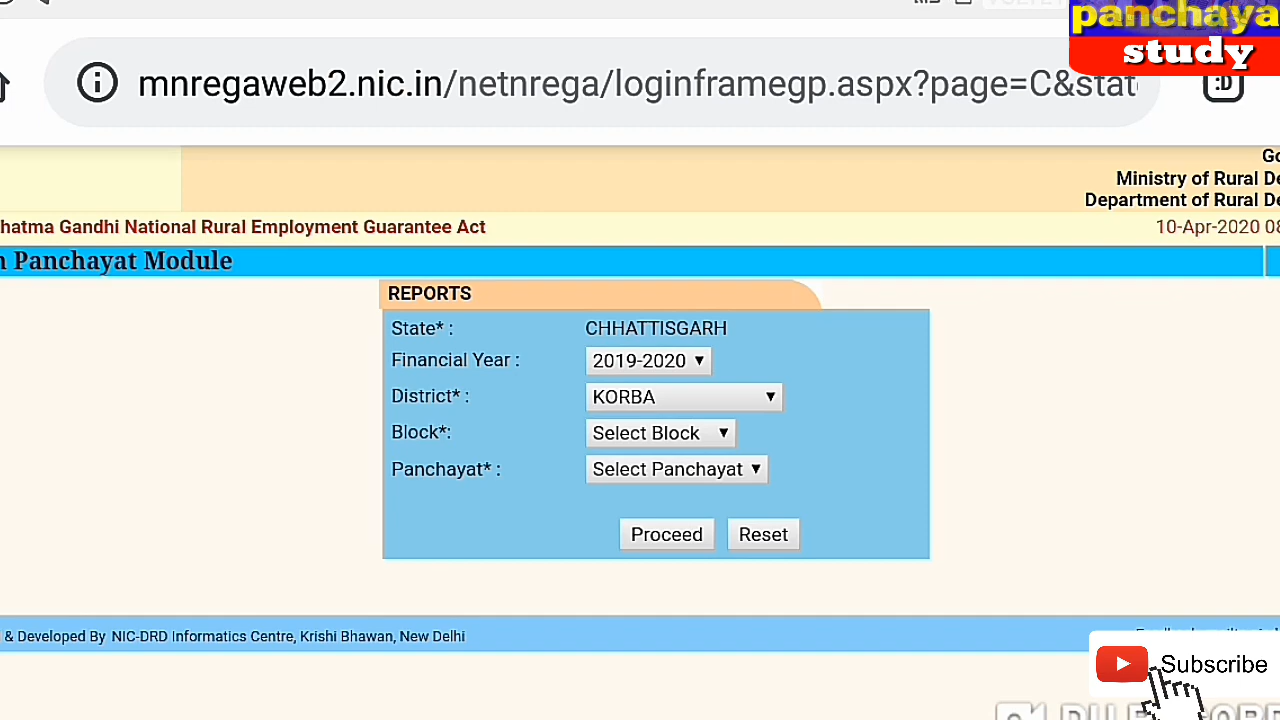 panchaya
study
mnregaweb2.nic.in/netnrega/loginframegp.aspx?page=C&stat
:D
Go
Ministry of Rural De
Department of Rural De
hatma Gandhi National Rural Employment Guarantee Act
10-Apr-2020 08
n Panchayat Module
REPORTS
State* : CHHATTISGARH
Financial Year : 2019-2020
District* : KORBA
Block*: Select Block
Panchayat* : Select Panchayat
Proceed Reset
& Developed By NIC-DRD Informatics Centre, Krishi Bhawan, New Delhi
Subscribe